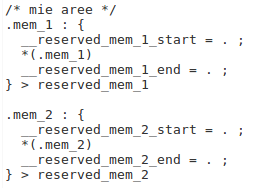 /* mie aree */
.mem_1 : {
  __reserved_mem_1_start = . ;
  *(.mem_1)
  __reserved_mem_1_end = . ;
} > reserved_mem_1

.mem_2 : {
  __reserved_mem_2_start = . ;
  *(.mem_2)
  __reserved_mem_2_end = . ;
} > reserved_mem_2